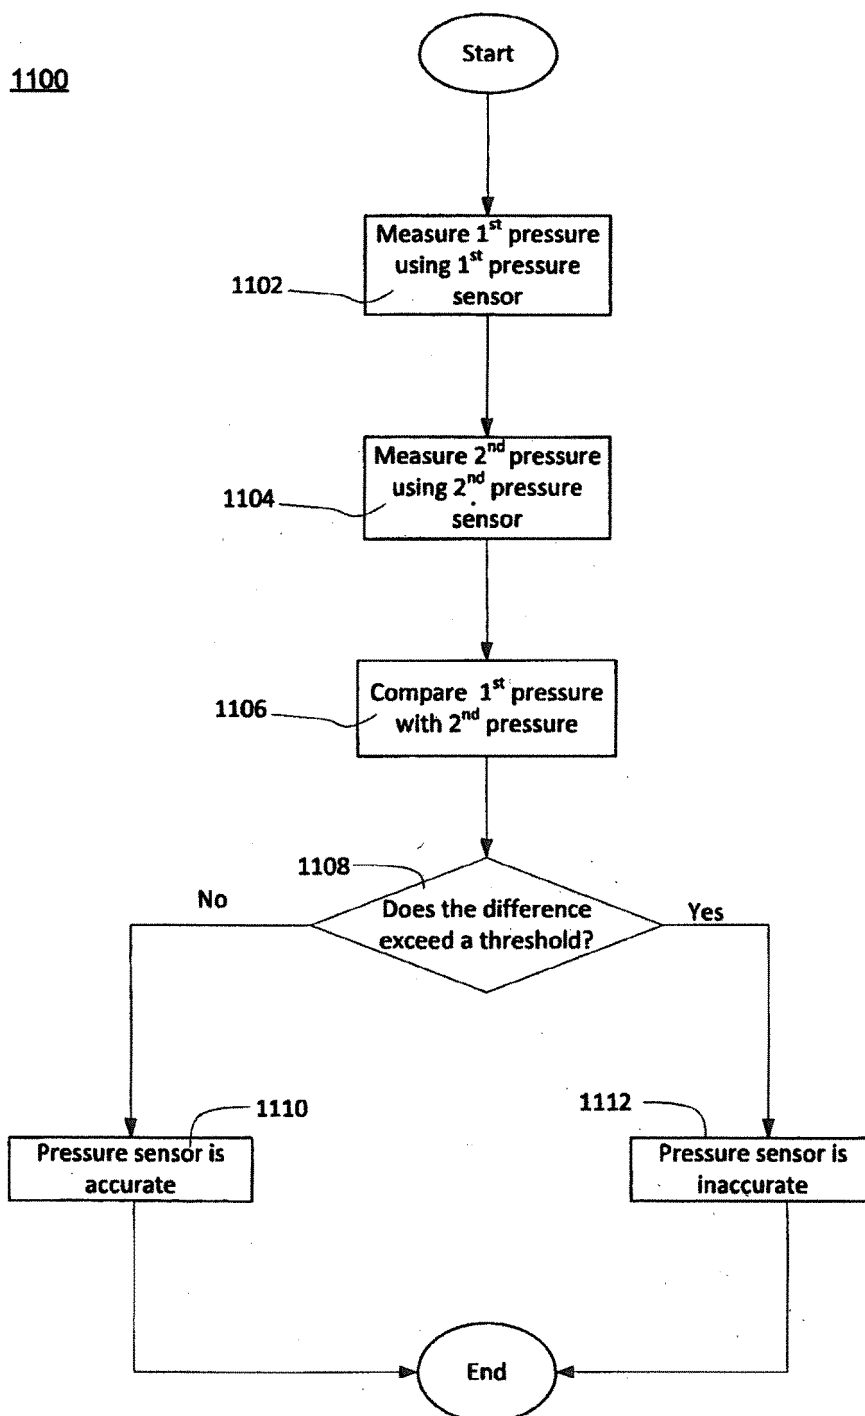 Start
1100
Measure 1st pressure
using 1st pressure
sensor
1102
Measure 2nd pressure
using 2nd pressure
sensor
1104
Compare 1st pressure
with 2nd pressure
1106
1108
Does the difference
exceed a threshold?
No
Yes
1110
Pressure sensor is
accurate
1112
Pressure sensor is
inaccurate
End